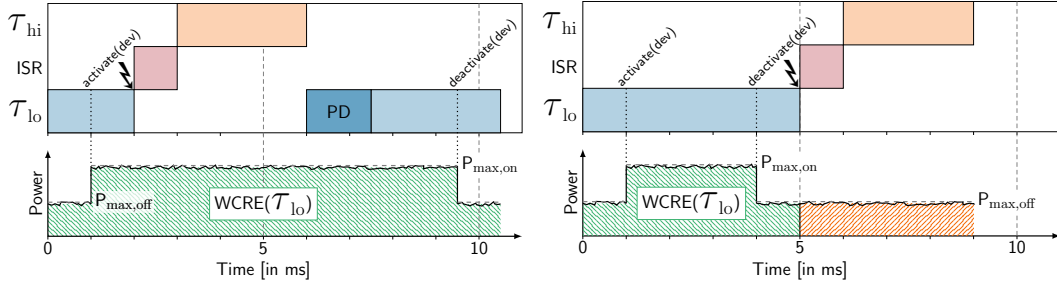 τhi
ISR
τlo
activate(dev)
deactivate(dev)
PD
Power
Pmax,on
Pmax,off
WCRE(τlo)
0
5
10
Time [in ms]
τhi
ISR
τlo
activate(dev)
deactivate(dev)
Power
Pmax,on
Pmax,off
WCRE(τlo)
0
5
10
Time [in ms]